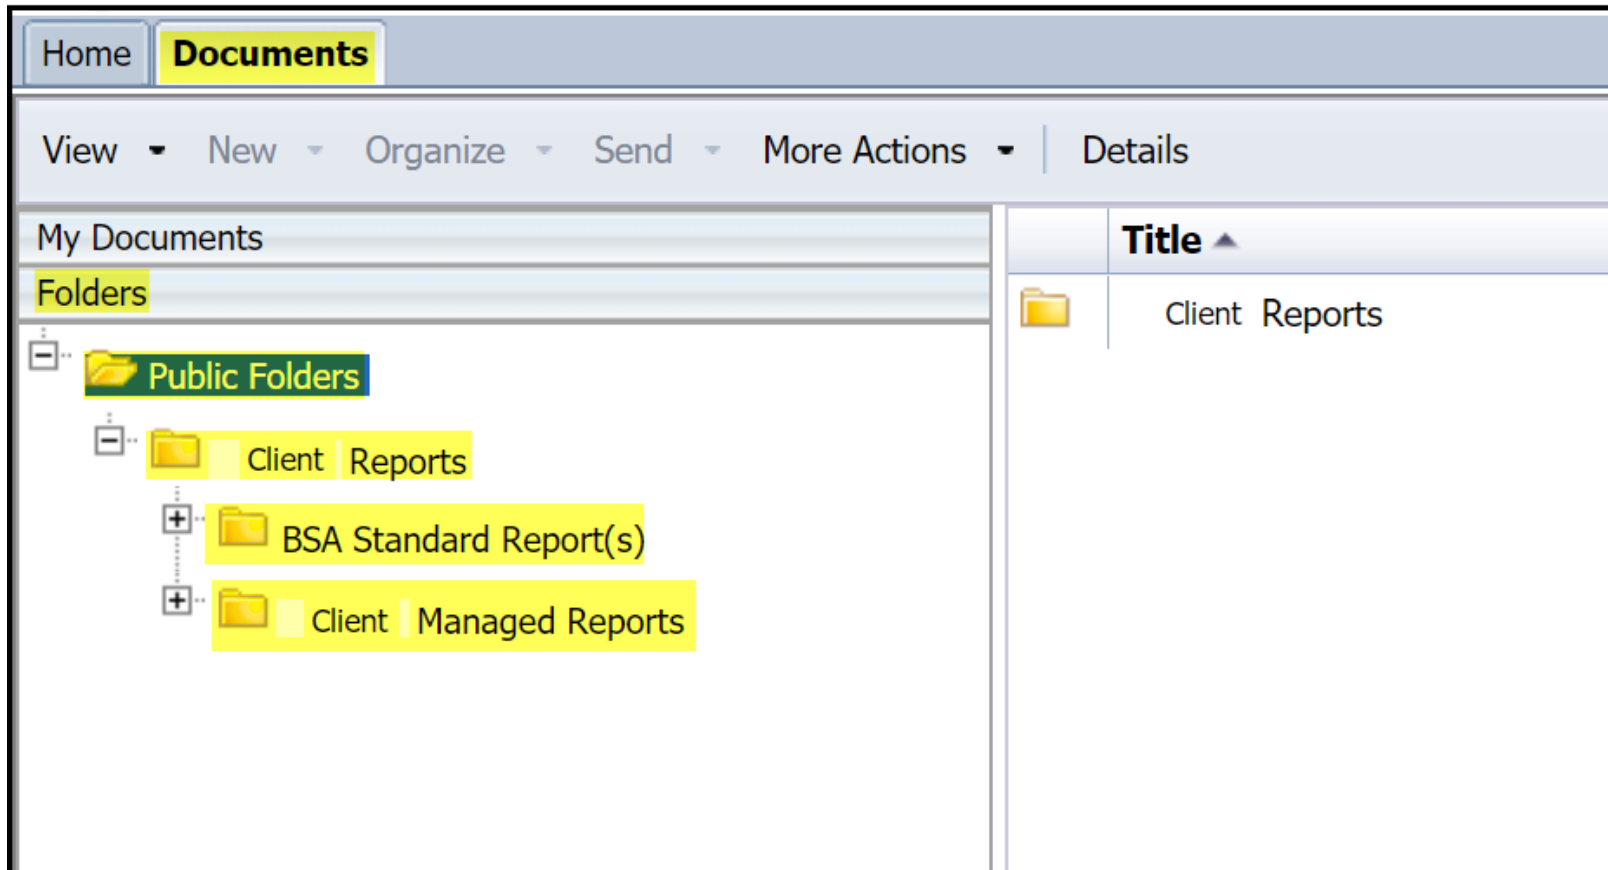 Home Documents
View New Organize Send More Actions Details
My Documents
Folders
Public Folders
Client Reports
BSA Standard Report(s)
Client Managed Reports
Title
Client Reports